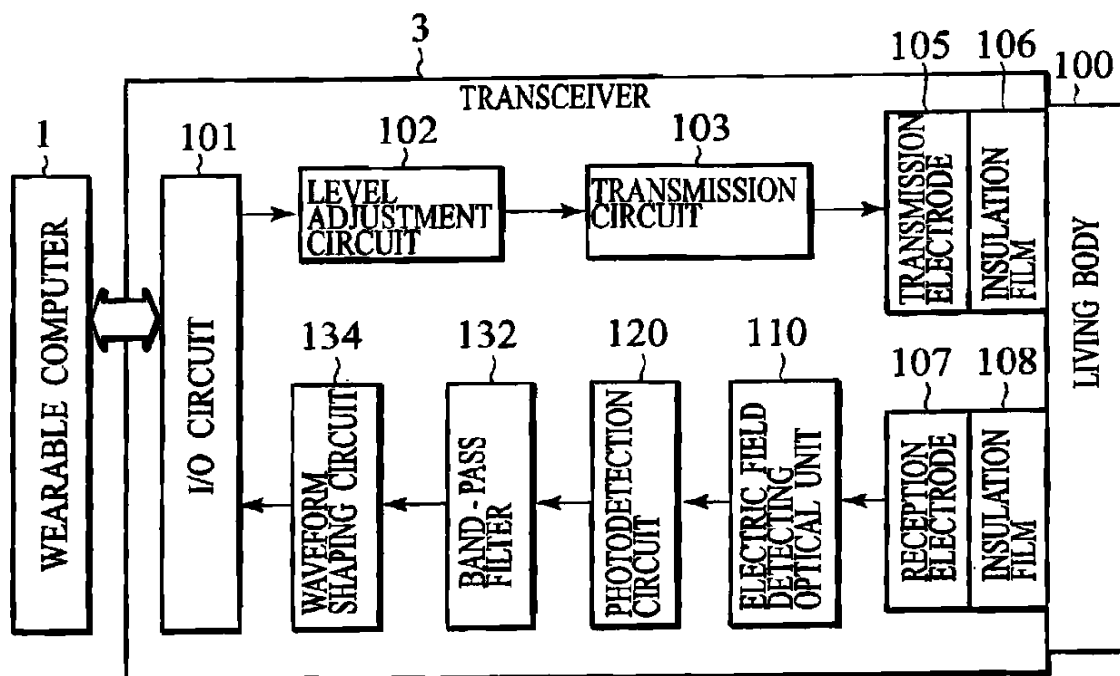 3
TRANSCEIVER
105
106
100
1
101
102
103
WEARABLE COMPUTER
I/O CIRCUIT
LEVEL
ADJUSTMENT
CIRCUIT
TRANSMISSION
CIRCUIT
TRANSMISSION
ELECTRODE
INSULATION
FILM
LIVING BODY
134
132
120
110
107
108
WAVEFORM
SHAPING CIRCUIT
BAND-PASS
FILTER
PHOTODETECTION
CIRCUIT
ELECTRIC FIELD
DETECTING
OPTICAL UNIT
RECEPTION
ELECTRODE
INSULATION
FILM